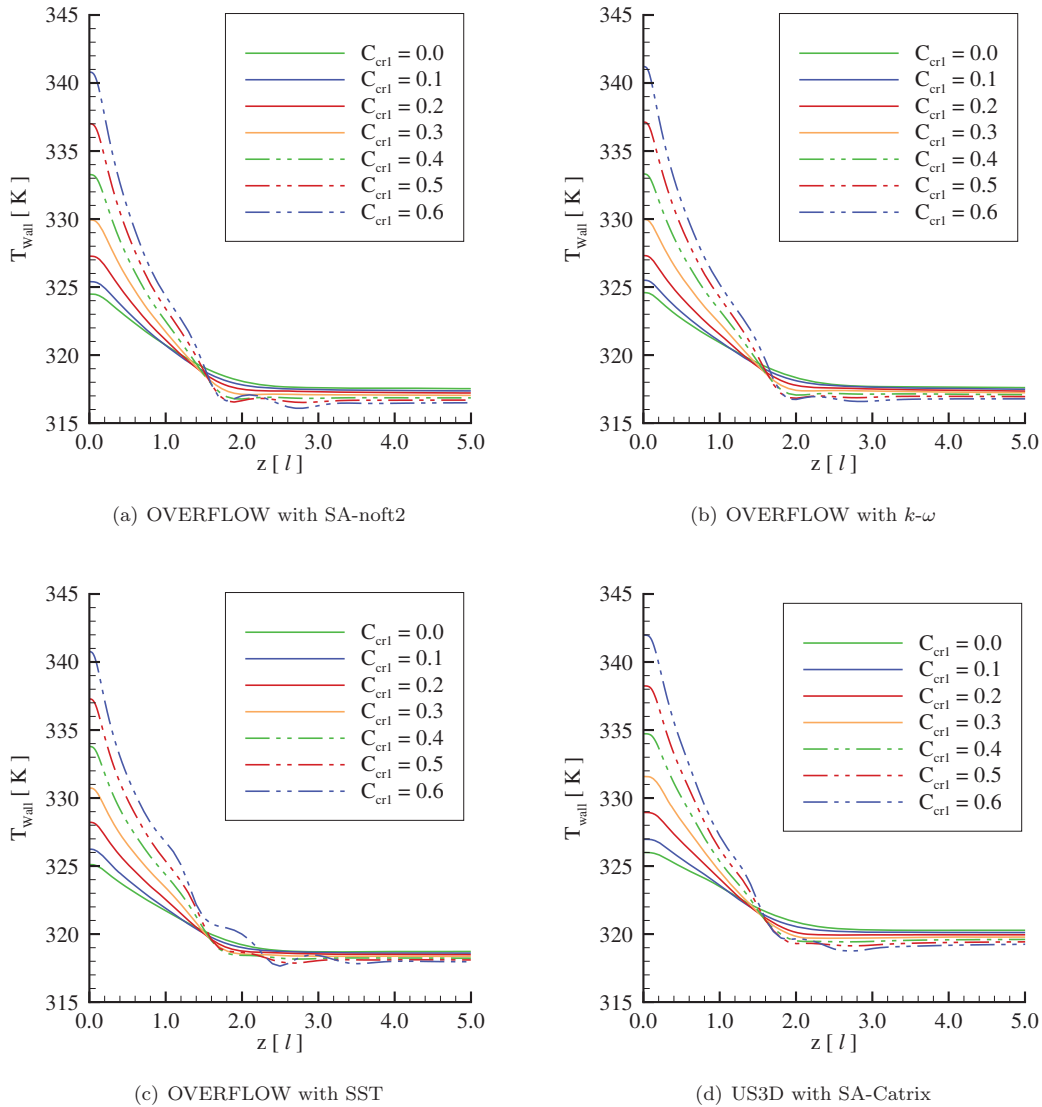 345
340
335
330
325
320
315
T_Wall [ K ]
C_cr1 = 0.0
C_cr1 = 0.1
C_cr1 = 0.2
C_cr1 = 0.3
C_cr1 = 0.4
C_cr1 = 0.5
C_cr1 = 0.6
0.0 1.0 2.0 3.0 4.0 5.0
z [ l ]
(a) OVERFLOW with SA-noft2
345
340
335
330
325
320
315
T_Wall [ K ]
C_cr1 = 0.0
C_cr1 = 0.1
C_cr1 = 0.2
C_cr1 = 0.3
C_cr1 = 0.4
C_cr1 = 0.5
C_cr1 = 0.6
0.0 1.0 2.0 3.0 4.0 5.0
z [ l ]
(b) OVERFLOW with k-ω
345
340
335
330
325
320
315
T_Wall [ K ]
C_cr1 = 0.0
C_cr1 = 0.1
C_cr1 = 0.2
C_cr1 = 0.3
C_cr1 = 0.4
C_cr1 = 0.5
C_cr1 = 0.6
0.0 1.0 2.0 3.0 4.0 5.0
z [ l ]
(c) OVERFLOW with SST
345
340
335
330
325
320
315
T_wall [ K ]
C_cr1 = 0.0
C_cr1 = 0.1
C_cr1 = 0.2
C_cr1 = 0.3
C_cr1 = 0.4
C_cr1 = 0.5
C_cr1 = 0.6
0.0 1.0 2.0 3.0 4.0 5.0
z [ l ]
(d) US3D with SA-Catrix